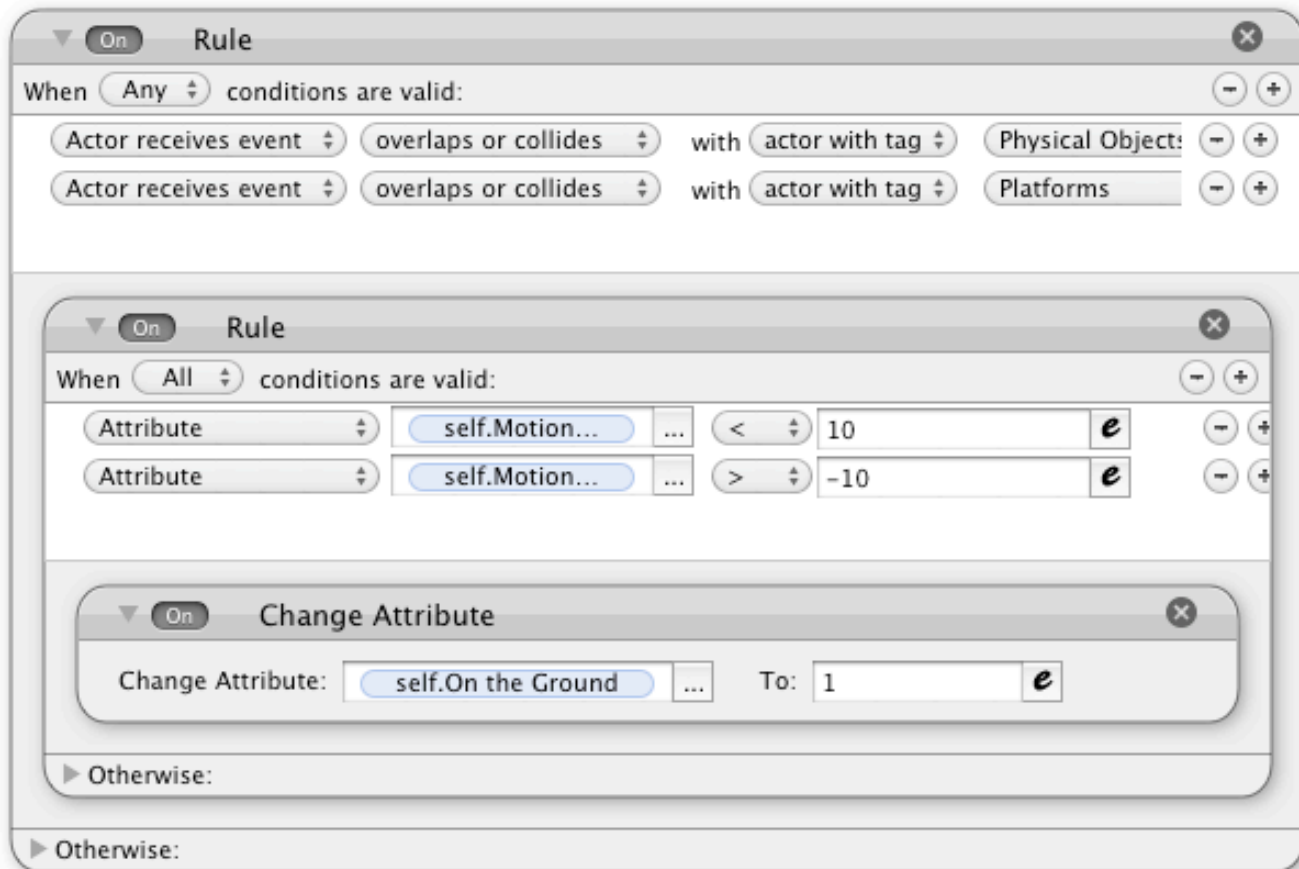 On Rule
When Any conditions are valid:
Actor receives event overlaps or collides with actor with tag Physical Objects
Actor receives event overlaps or collides with actor with tag Platforms
On Rule
When All conditions are valid:
Attribute self.Motion... ... < 10 e
Attribute self.Motion... ... > -10 e
On Change Attribute
Change Attribute: self.On the Ground ... To: 1 e
Otherwise:
Otherwise: